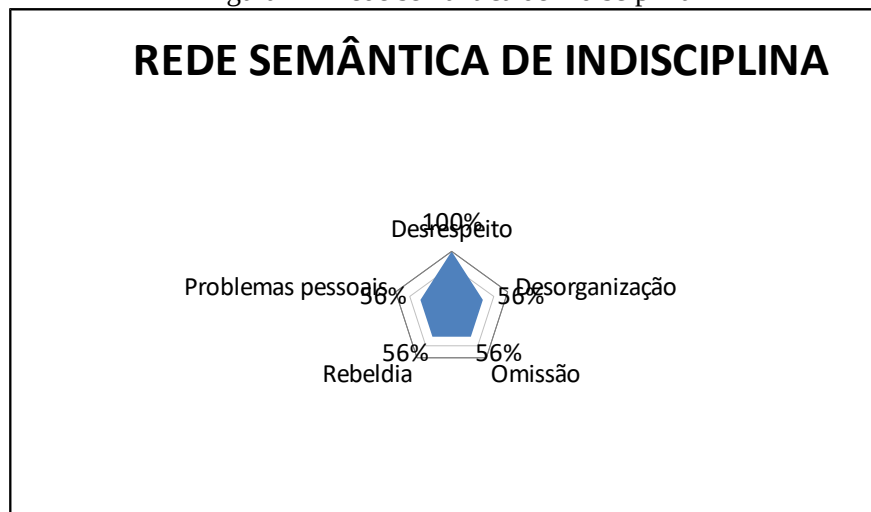 REDE SEMÂNTICA DE INDISCIPLINA
100%
Desrespeito
Problemas pessoais
56%
56%
Desorganização
56%
56%
Rebeldia
Omissão